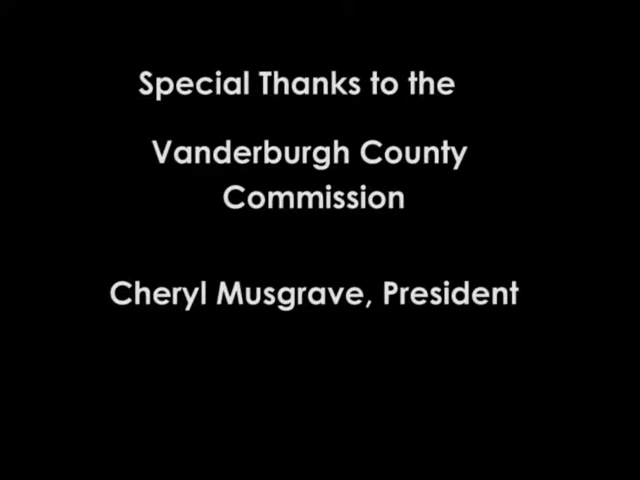 Special Thanks to the
Vanderburgh County
Commission
Cheryl Musgrave, President